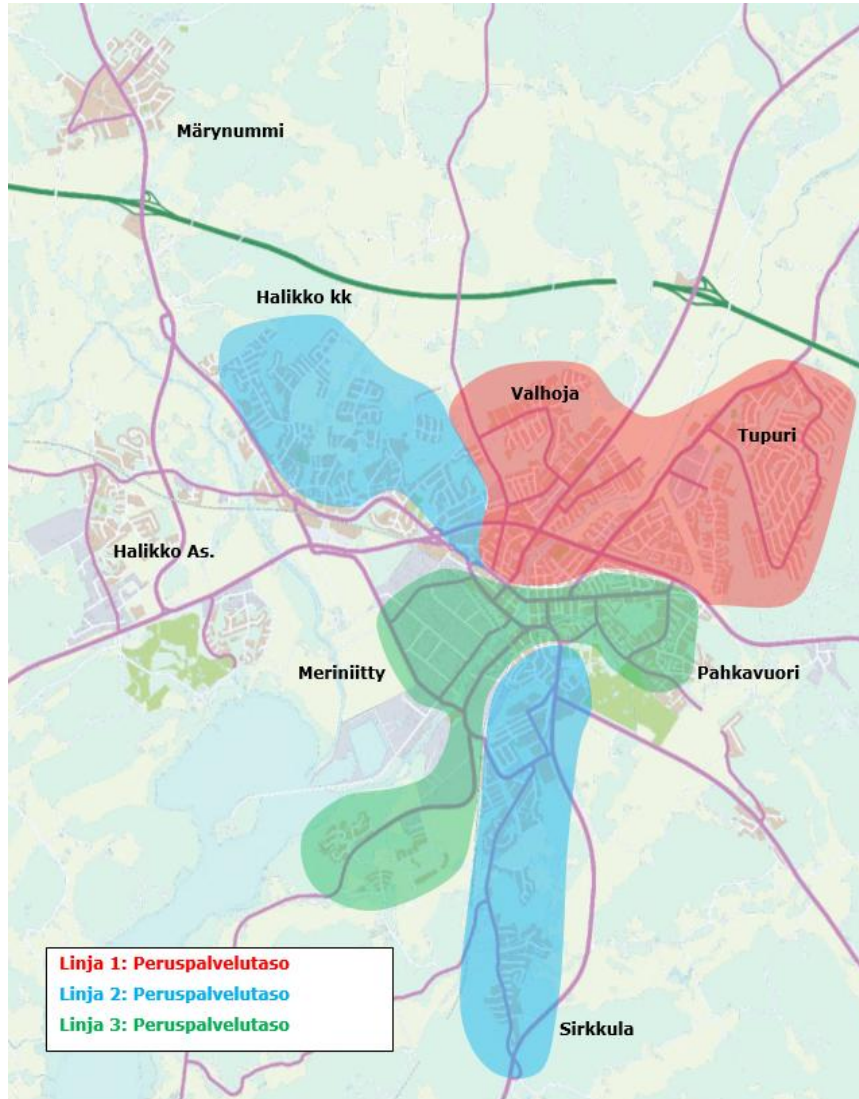 Märynummi
Halikko kk
Valhoja
Tupuri
Halikko As.
Meriniitty
Pahkavuori
Linja 1: Peruspalvelutaso
Linja 2: Peruspalvelutaso
Linja 3: Peruspalvelutaso
Sirkkula